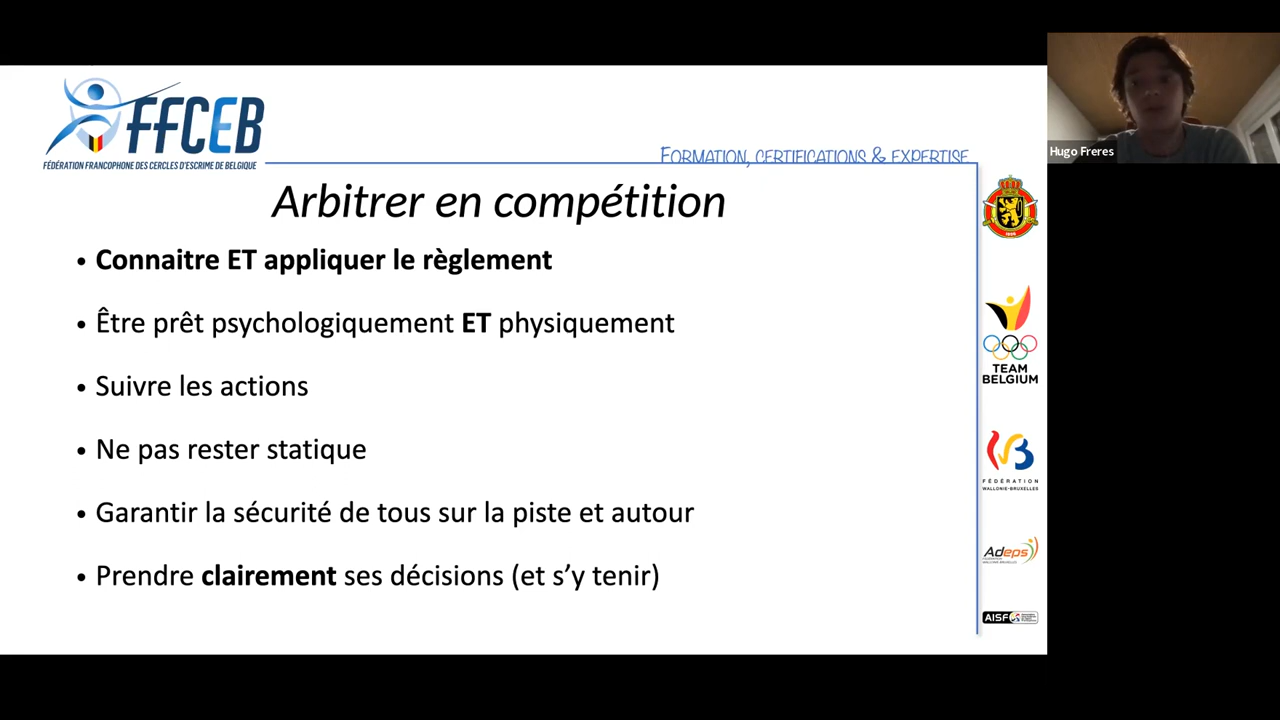 FFCEB
FÉDÉRATION FRANCOPHONE DES CERCLES D'ESCRIME DE BELGIQUE
FORMATION, CERTIFICATIONS & EXPERTISE
Arbitrer en compétition
• Connaitre ET appliquer le règlement
• Être prêt psychologiquement ET physiquement
• Suivre les actions
• Ne pas rester statique
• Garantir la sécurité de tous sur la piste et autour
• Prendre clairement ses décisions (et s'y tenir)
Hugo Freres
TEAM
BELGIUM
FÉDÉRATION
WALLONIE-BRUXELLES
Adeps
AISF